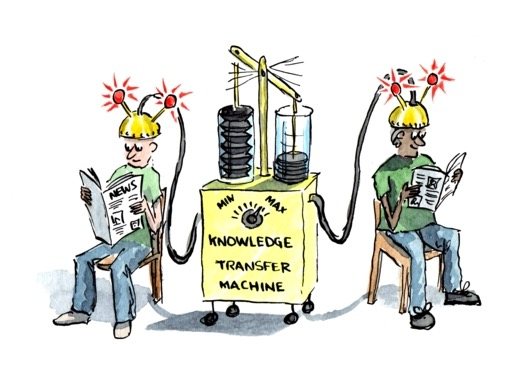 NEWS
MIN MAX
KNOWLEDGE
TRANSFER
MACHINE